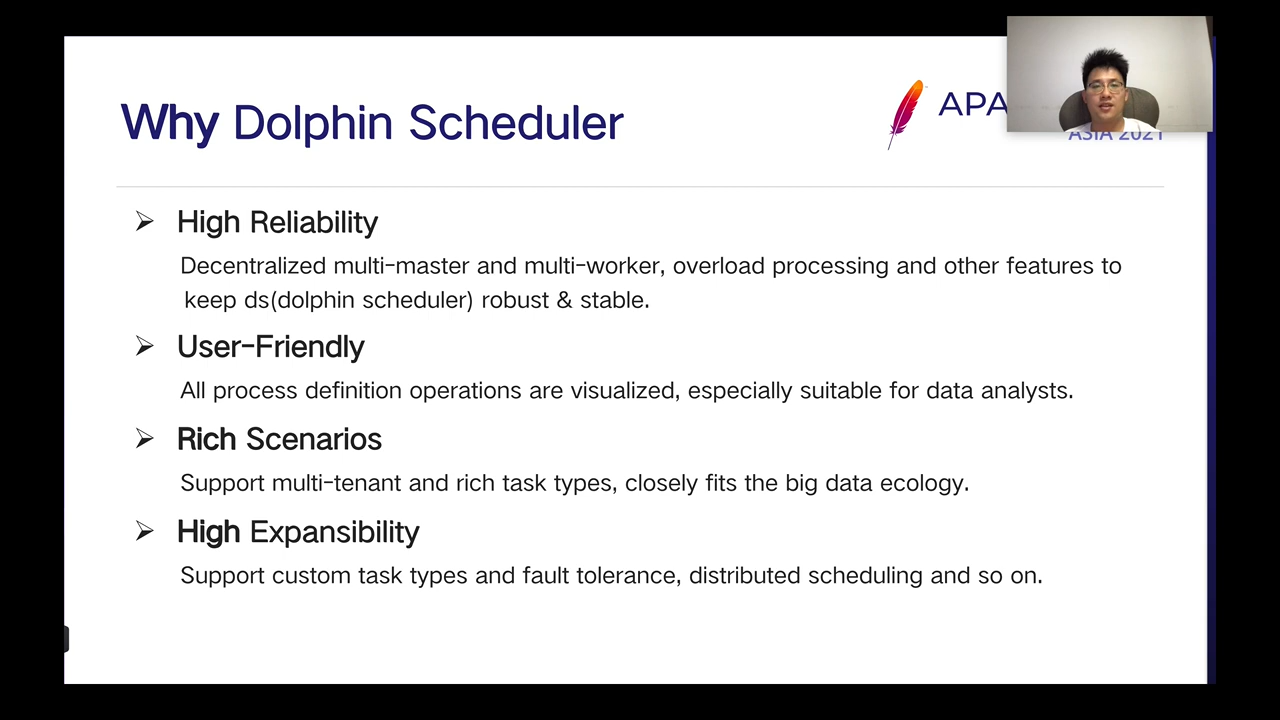 Why Dolphin Scheduler
APA
ASIA 2021
High Reliability
Decentralized multi-master and multi-worker, overload processing and other features to
keep ds(dolphin scheduler) robust & stable.
User-Friendly
All process definition operations are visualized, especially suitable for data analysts.
Rich Scenarios
Support multi-tenant and rich task types, closely fits the big data ecology.
High Expansibility
Support custom task types and fault tolerance, distributed scheduling and so on.